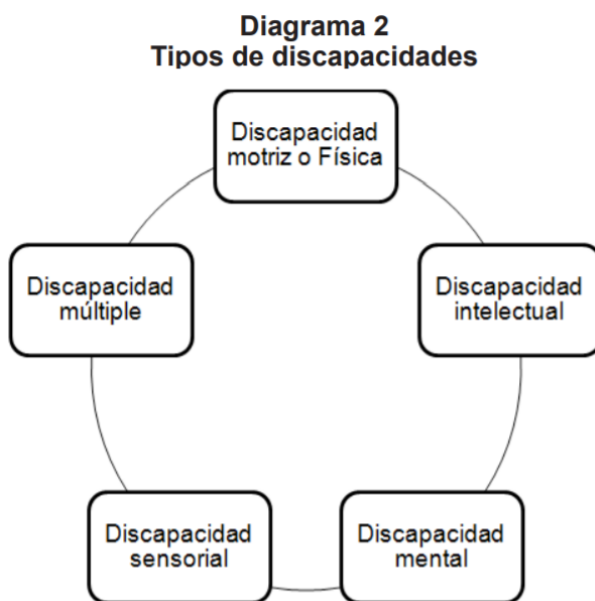 Diagrama 2
Tipos de discapacidades
Discapacidad
motriz o Física
Discapacidad
múltiple
Discapacidad
intelectual
Discapacidad
sensorial
Discapacidad
mental